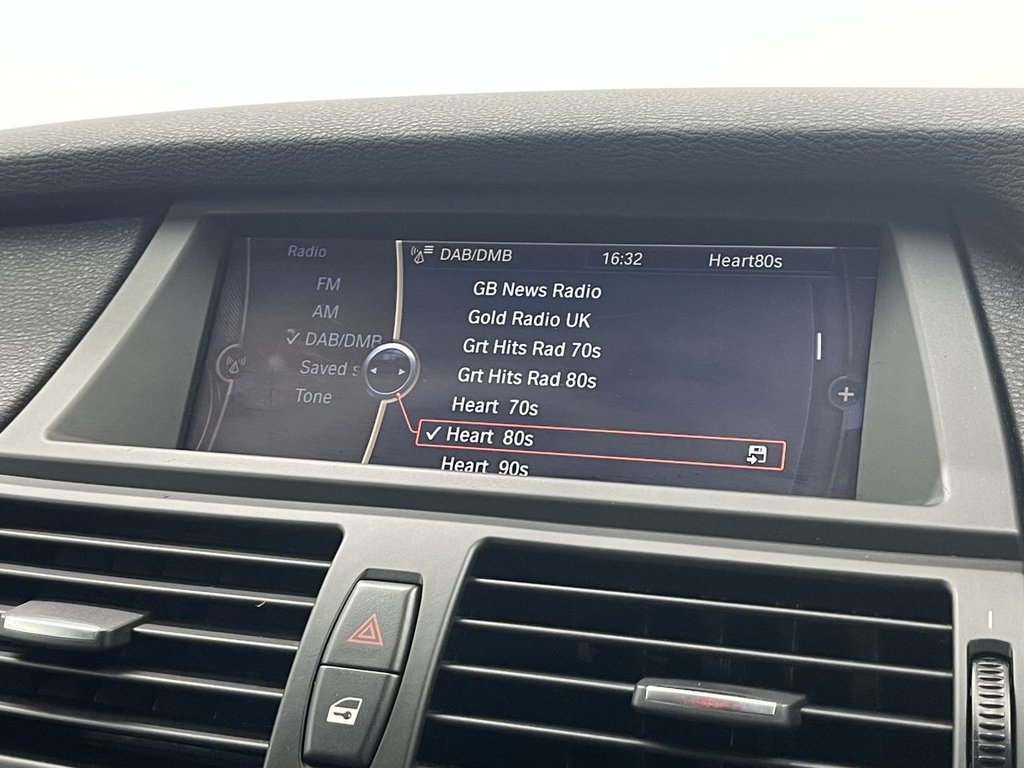 Radio
FM
AM
DAB/DMB
Saved s
Tone
DAB/DMB 16:32 Heart80s
GB News Radio
Gold Radio UK
Grt Hits Rad 70s
Grt Hits Rad 80s
Heart 70s
Heart 80s
Heart 90s